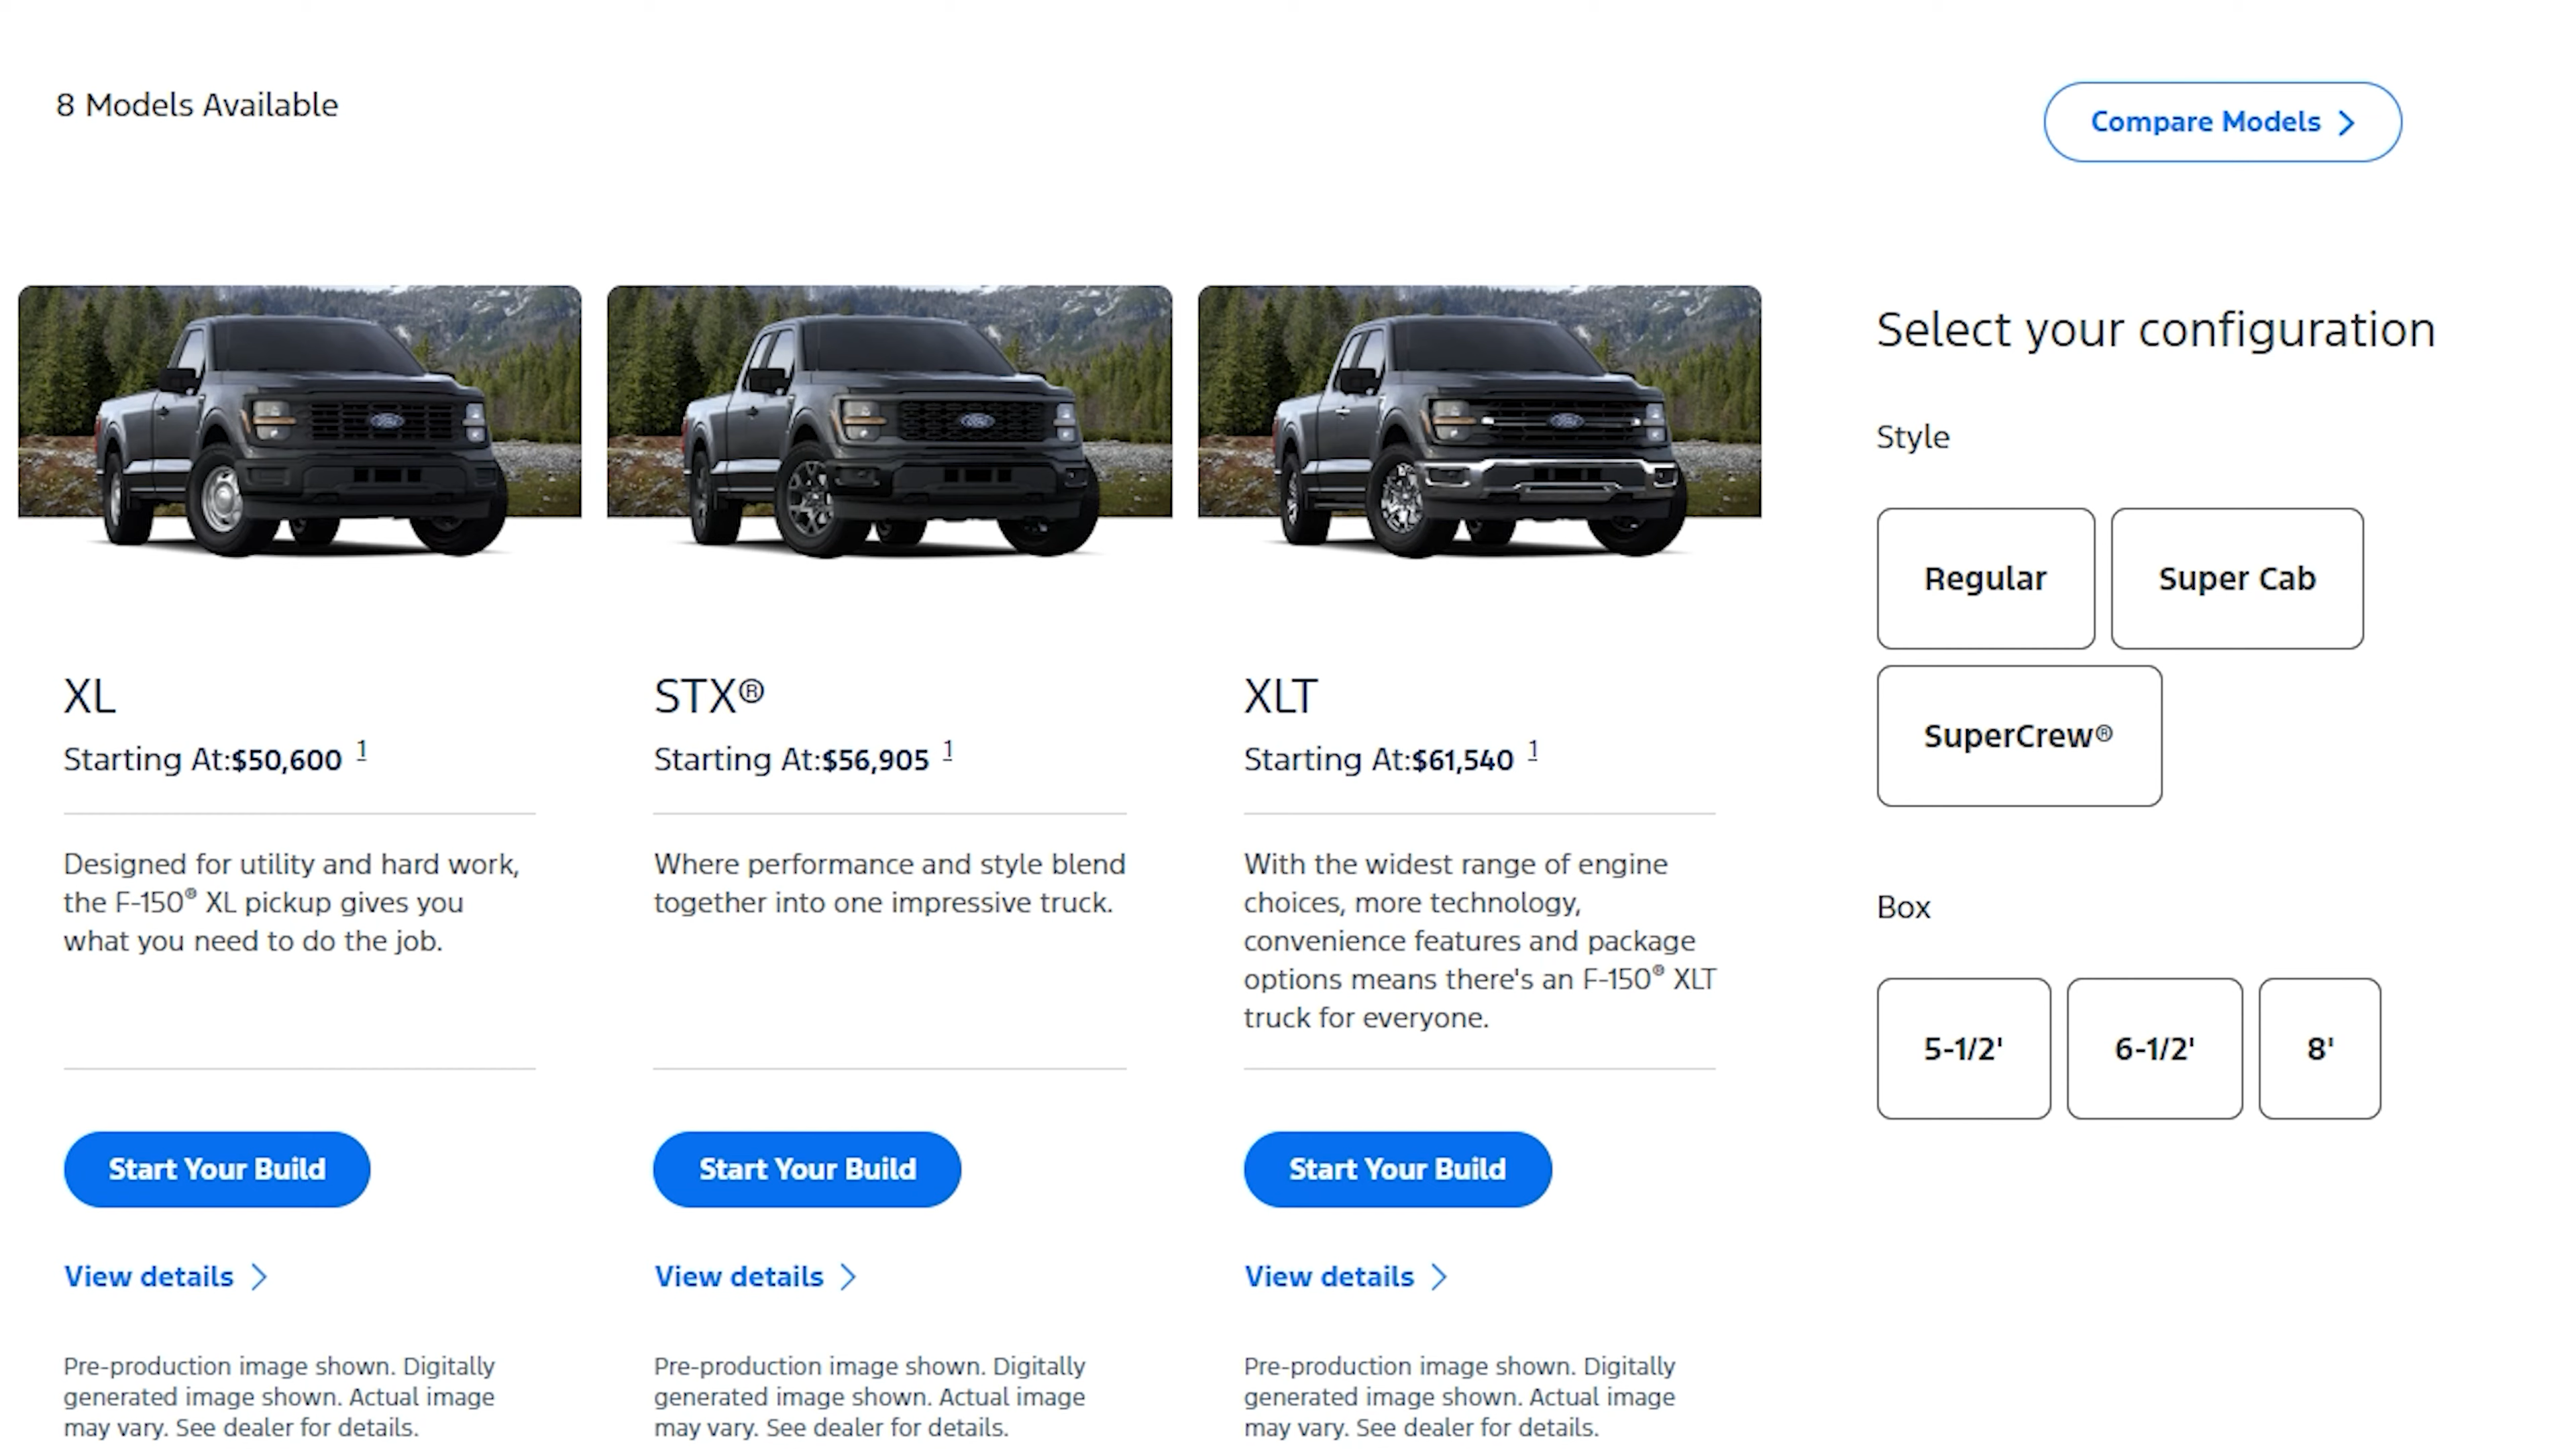 8 Models Available
Compare Models
XL
Starting At:$50,600 1
Designed for utility and hard work,
the F-150® XL pickup gives you
what you need to do the job.
Start Your Build
View details
Pre-production image shown. Digitally
generated image shown. Actual image
may vary. See dealer for details.
STX®
Starting At:$56,905 1
Where performance and style blend
together into one impressive truck.
Start Your Build
View details
Pre-production image shown. Digitally
generated image shown. Actual image
may vary. See dealer for details.
XLT
Starting At:$61,540 1
With the widest range of engine
choices, more technology,
convenience features and package
options means there's an F-150® XLT
truck for everyone.
Start Your Build
View details
Pre-production image shown. Digitally
generated image shown. Actual image
may vary. See dealer for details.
Select your configuration
Style
Regular
Super Cab
SuperCrew®
Box
5-1/2'
6-1/2'
8'
Ford
Ford
Ford